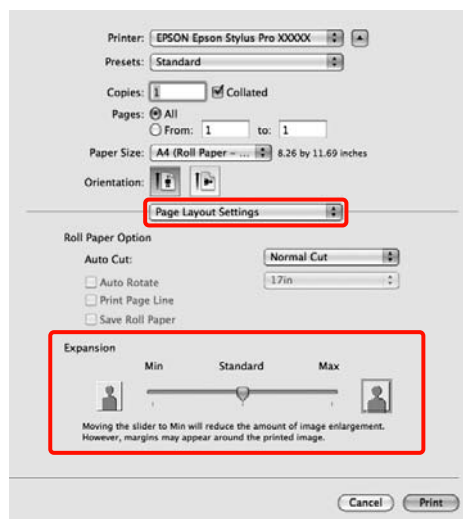 Printer: EPSON Epson Stylus Pro XXXXX
Presets: Standard
Copies: 1 Collated
Pages: All
From: 1 to: 1
Paper Size: A4 (Roll Paper – ... 8.26 by 11.69 inches
Orientation:
Page Layout Settings
Roll Paper Option
Auto Cut: Normal Cut
Auto Rotate 17in
Print Page Line
Save Roll Paper
Expansion
Min Standard Max
Moving the slider to Min will reduce the amount of image enlargement.
However, margins may appear around the printed image.
Cancel Print